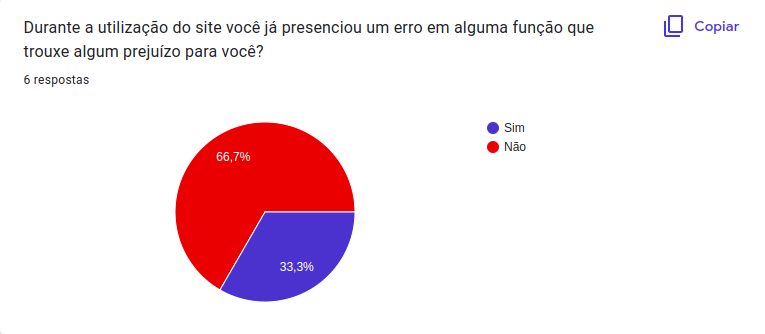 Durante a utilização do site você já presenciou um erro em alguma função que
trouxe algum prejuízo para você?
Copiar
6 respostas
66,7%
33,3%
Sim
Não